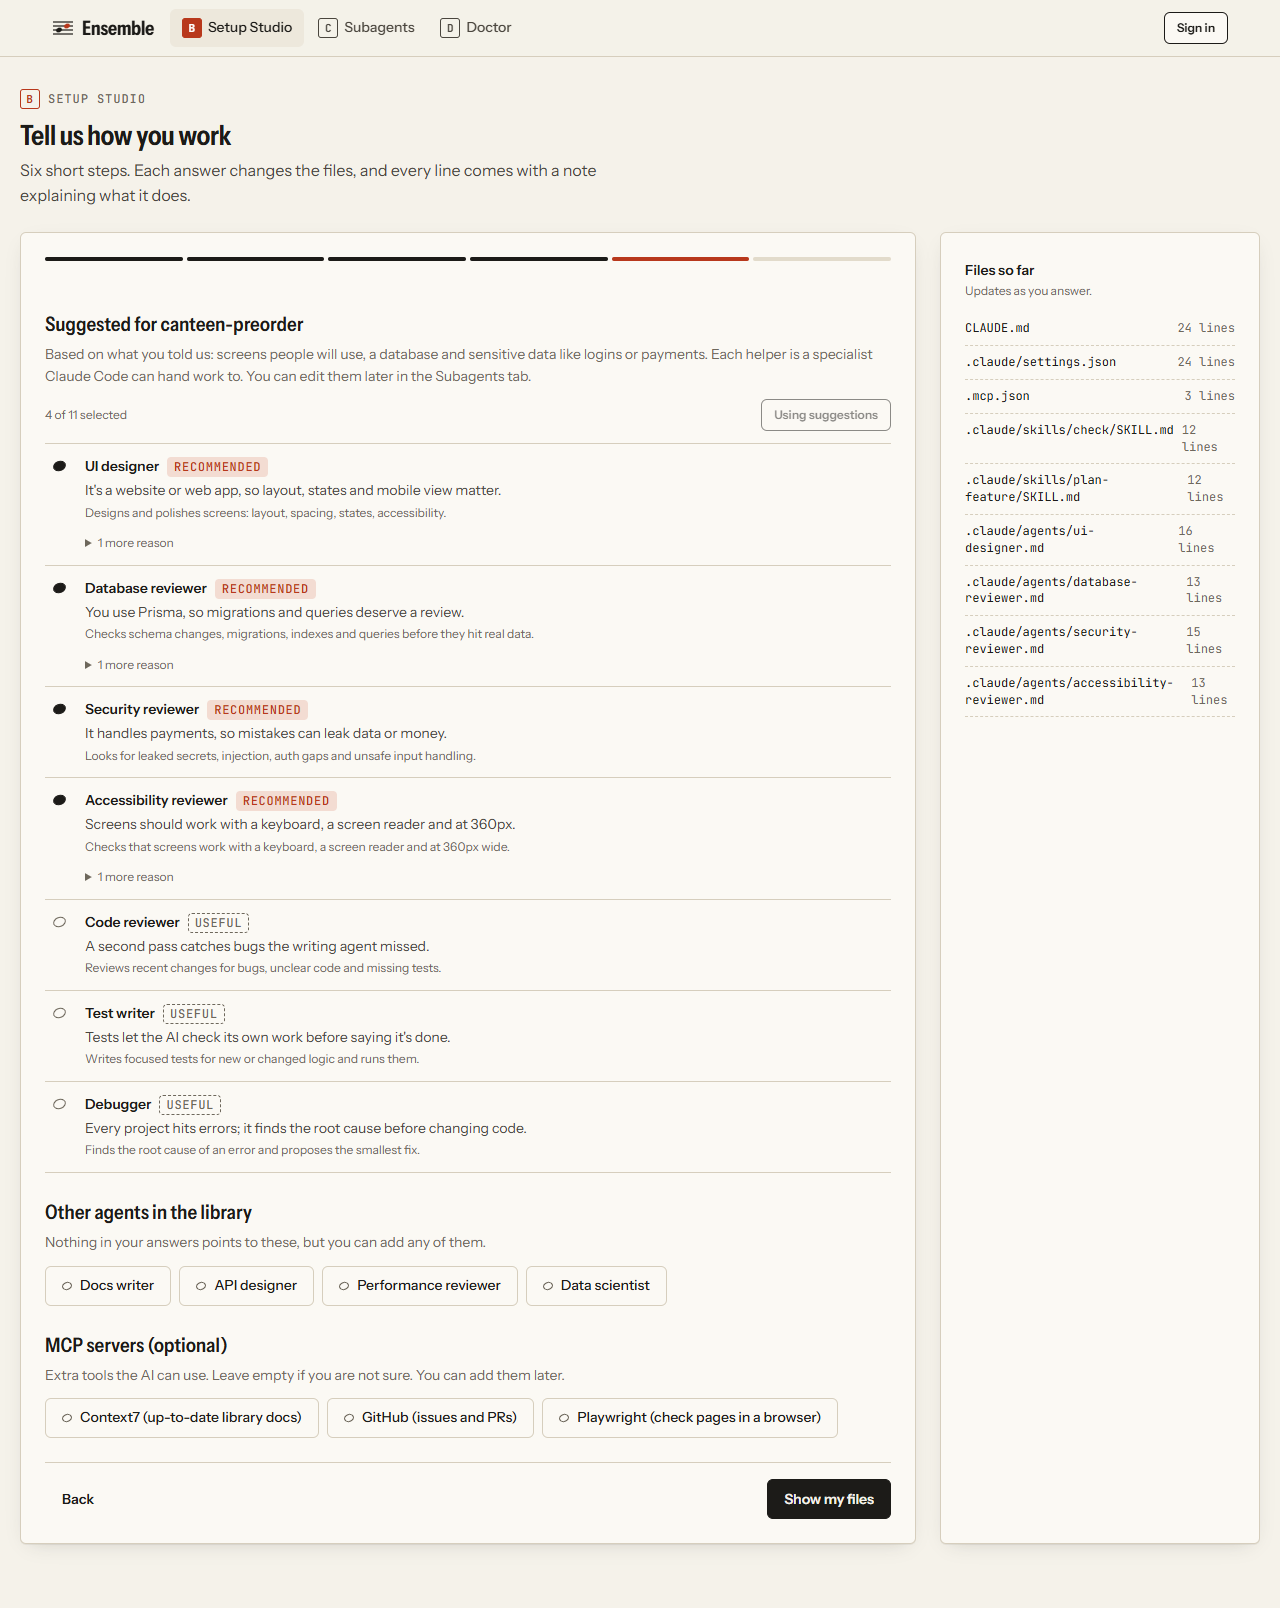 Ensemble
B Setup Studio
C Subagents
D Doctor
Sign in
B SETUP STUDIO
Tell us how you work
Six short steps. Each answer changes the files, and every line comes with a note
explaining what it does.
Suggested for canteen-preorder
Based on what you told us: screens people will use, a database and sensitive data like logins or payments. Each helper is a specialist
Claude Code can hand work to. You can edit them later in the Subagents tab.
4 of 11 selected
Using suggestions
UI designer RECOMMENDED
It's a website or web app, so layout, states and mobile view matter.
Designs and polishes screens: layout, spacing, states, accessibility.
1 more reason
Database reviewer RECOMMENDED
You use Prisma, so migrations and queries deserve a review.
Checks schema changes, migrations, indexes and queries before they hit real data.
1 more reason
Security reviewer RECOMMENDED
It handles payments, so mistakes can leak data or money.
Looks for leaked secrets, injection, auth gaps and unsafe input handling.
Accessibility reviewer RECOMMENDED
Screens should work with a keyboard, a screen reader and at 360px.
Checks that screens work with a keyboard, a screen reader and at 360px wide.
1 more reason
Code reviewer USEFUL
A second pass catches bugs the writing agent missed.
Reviews recent changes for bugs, unclear code and missing tests.
Test writer USEFUL
Tests let the AI check its own work before saying it's done.
Writes focused tests for new or changed logic and runs them.
Debugger USEFUL
Every project hits errors; it finds the root cause before changing code.
Finds the root cause of an error and proposes the smallest fix.
Other agents in the library
Nothing in your answers points to these, but you can add any of them.
Docs writer
API designer
Performance reviewer
Data scientist
MCP servers (optional)
Extra tools the AI can use. Leave empty if you are not sure. You can add them later.
Context7 (up-to-date library docs)
GitHub (issues and PRs)
Playwright (check pages in a browser)
Back
Show my files
Files so far
Updates as you answer.
CLAUDE.md 24 lines
.claude/settings.json 24 lines
.mcp.json 3 lines
.claude/skills/check/SKILL.md 12
lines
.claude/skills/plan- 12
feature/SKILL.md lines
.claude/agents/ui- 16
designer.md lines
.claude/agents/database- 13
reviewer.md lines
.claude/agents/security- 15
reviewer.md lines
.claude/agents/accessibility- 13
reviewer.md lines